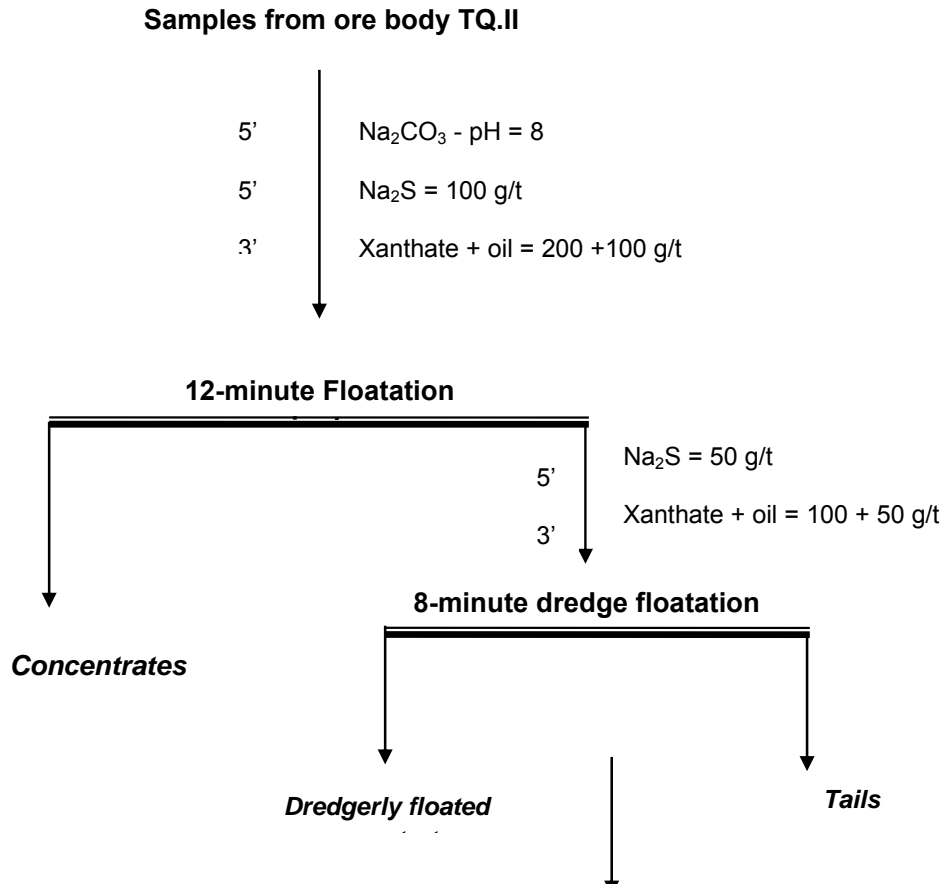 Samples from ore body TQ.II
5’ Na₂CO₃ - pH = 8
5’ Na₂S = 100 g/t
3’ Xanthate + oil = 200 +100 g/t
12-minute Floatation
Na₂S = 50 g/t
5’
Xanthate + oil = 100 + 50 g/t
3’
8-minute dredge floatation
Concentrates
Dredgerly floated
Tails